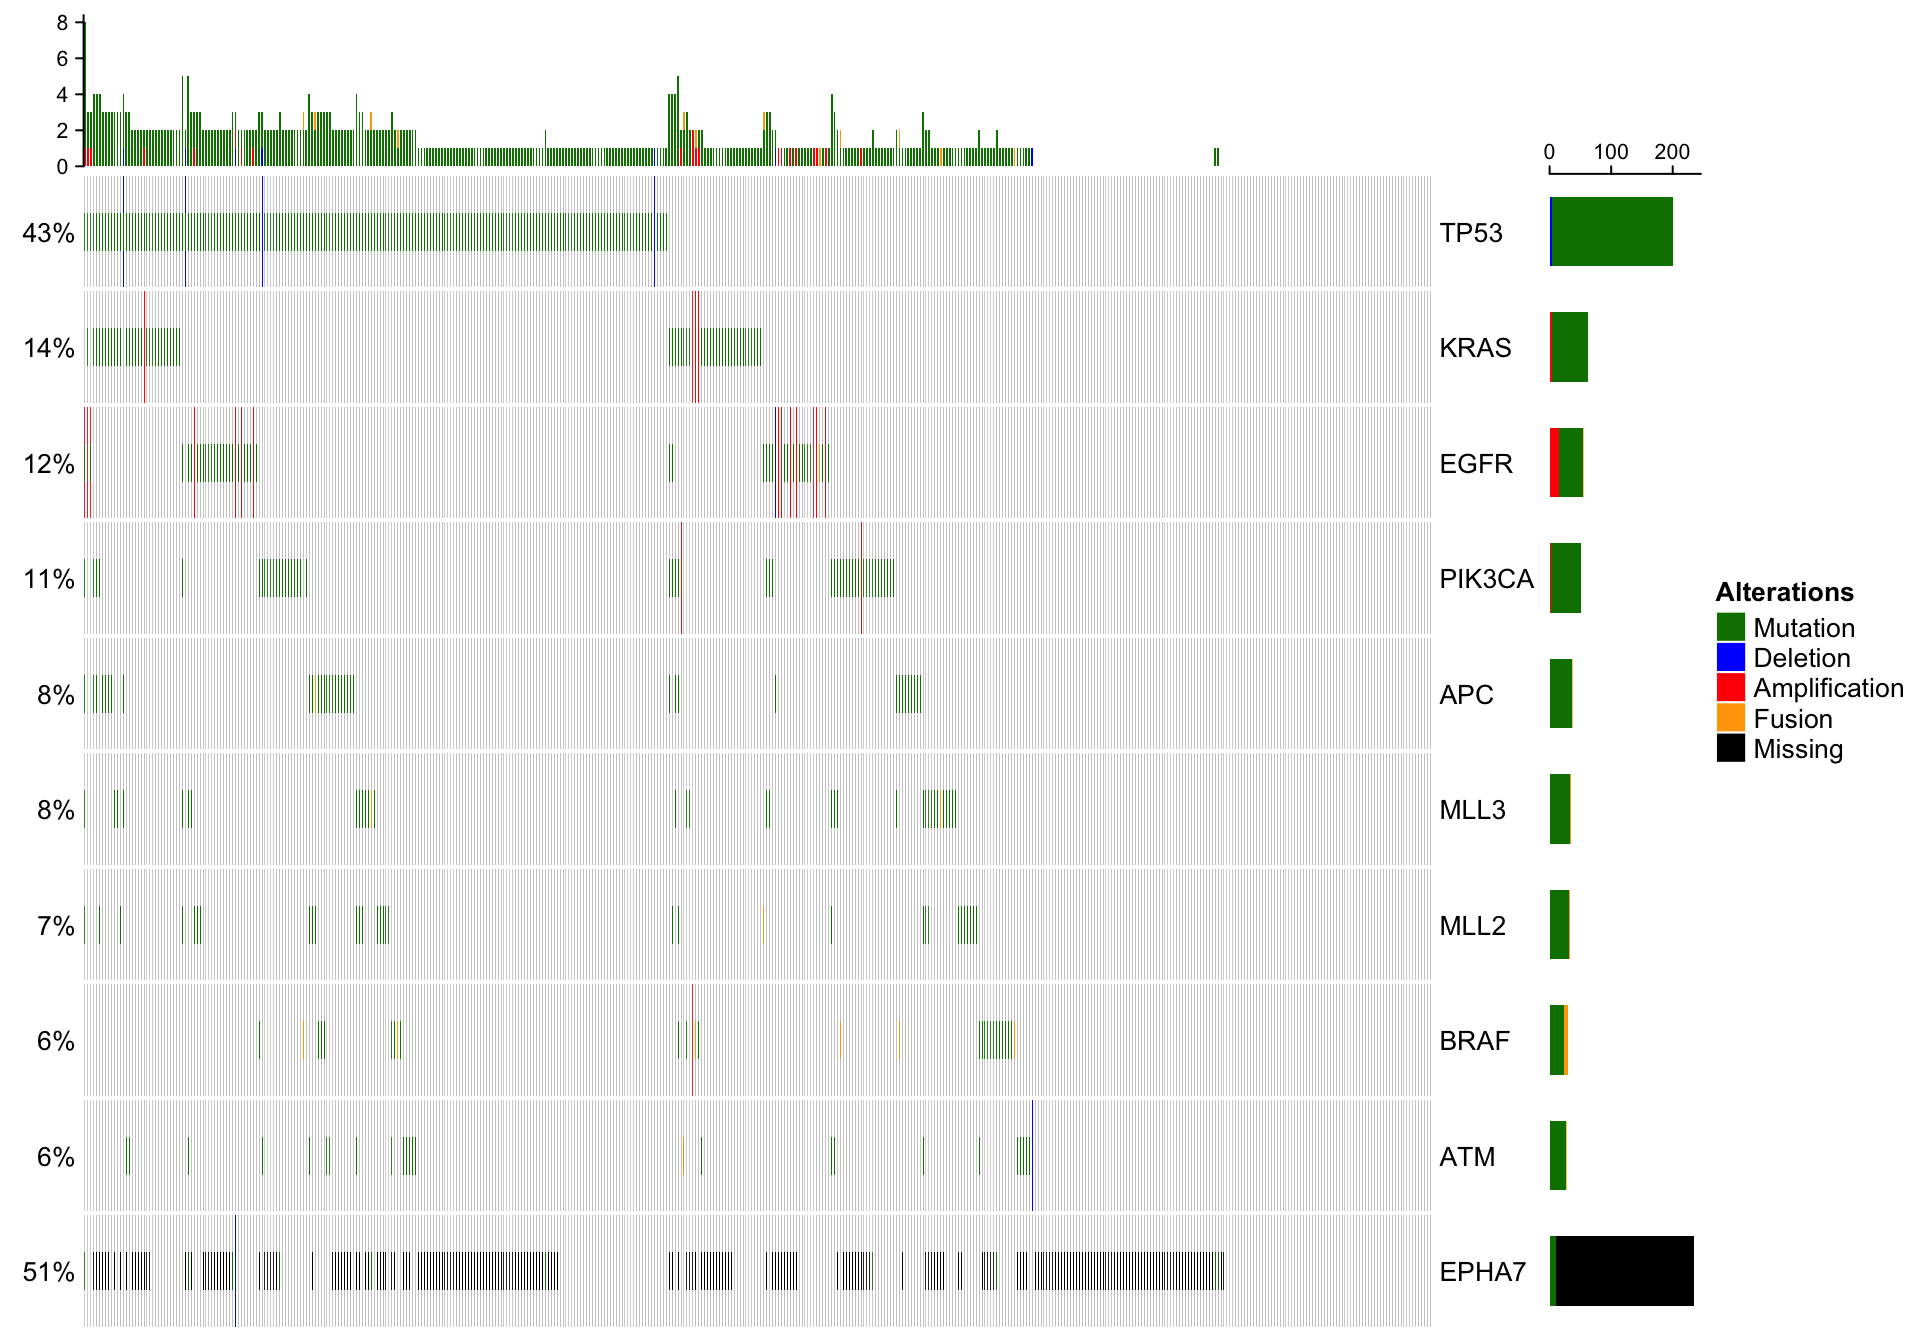 8
6
4
2
0
0 100 200
43% TP53
14% KRAS
12% EGFR
11% PIK3CA
8% APC
8% MLL3
7% MLL2
6% BRAF
6% ATM
51% EPHA7
Alterations
Mutation
Deletion
Amplification
Fusion
Missing